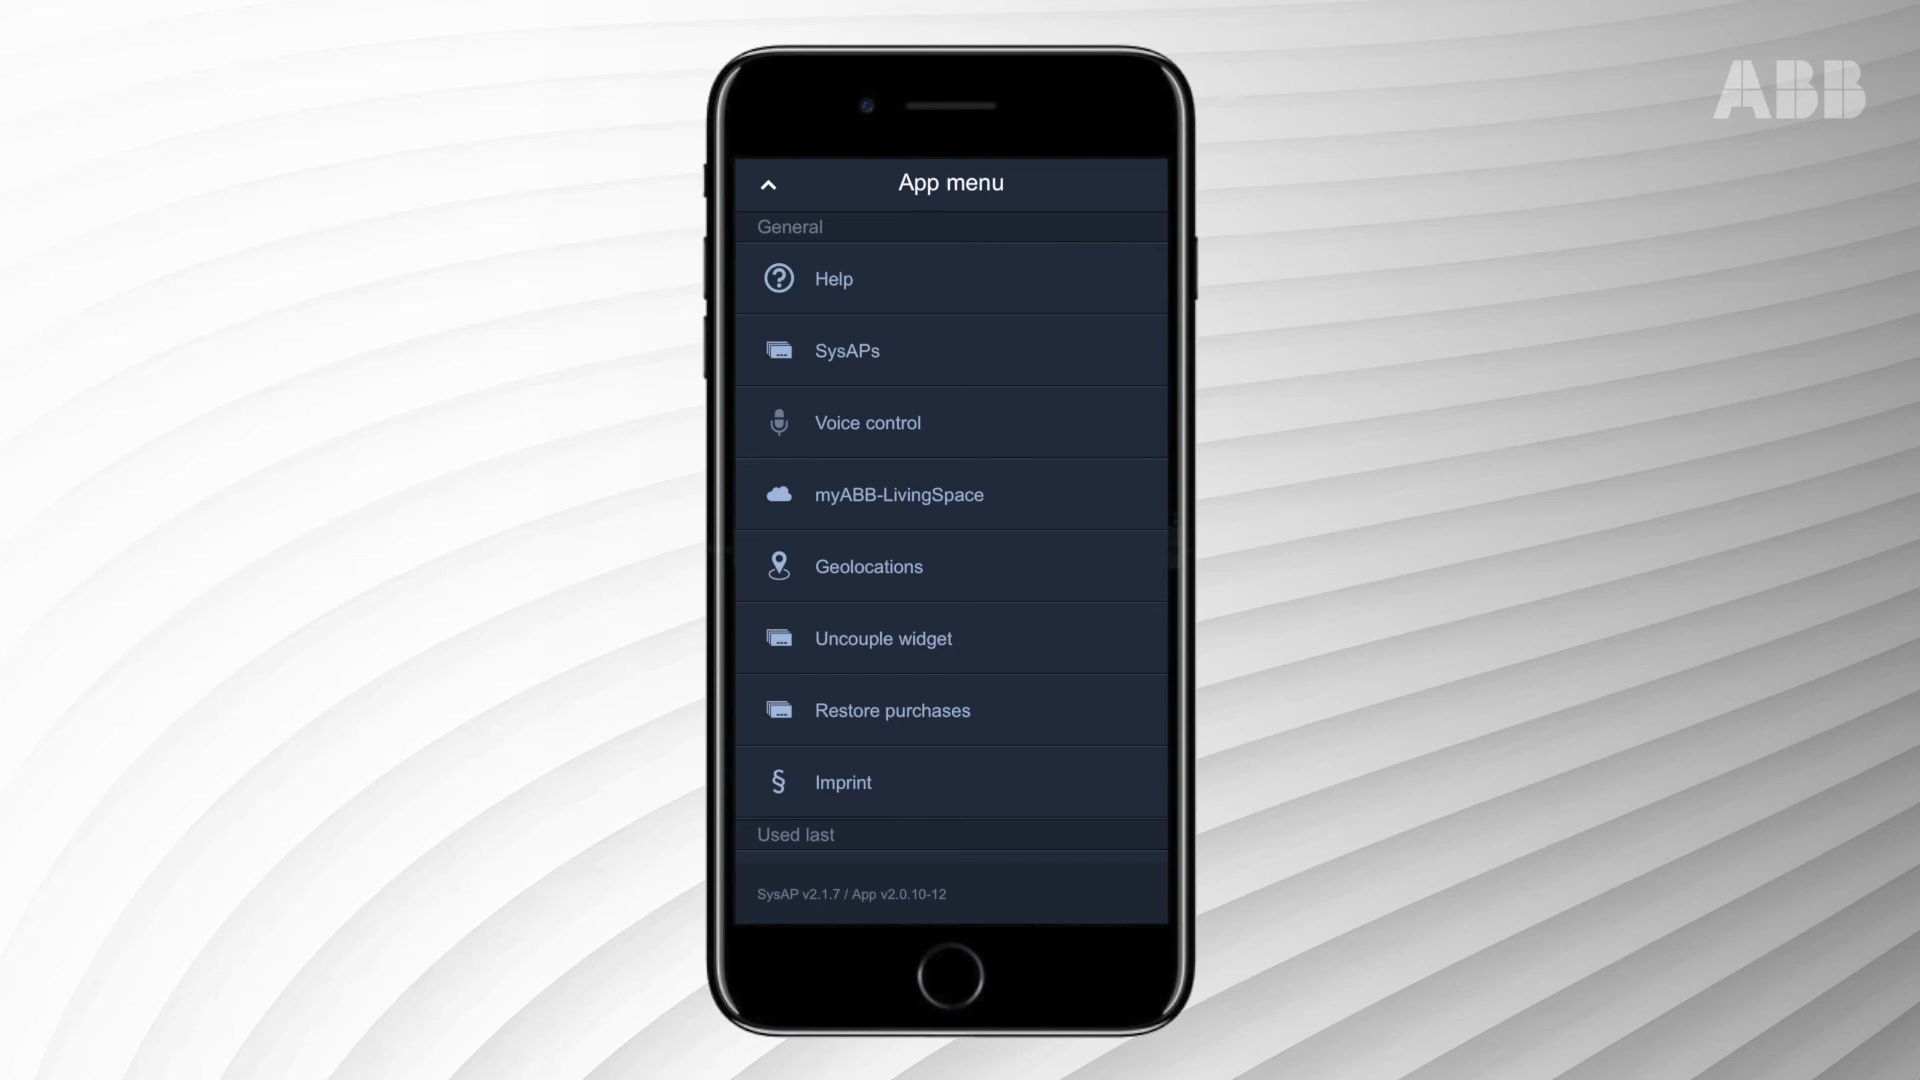 ABB
App menu
General
Help
SysAPs
Voice control
myABB-LivingSpace
Geolocations
Uncouple widget
Restore purchases
§ Imprint
Used last
SysAP v2.1.7 / App v2.0.10-12